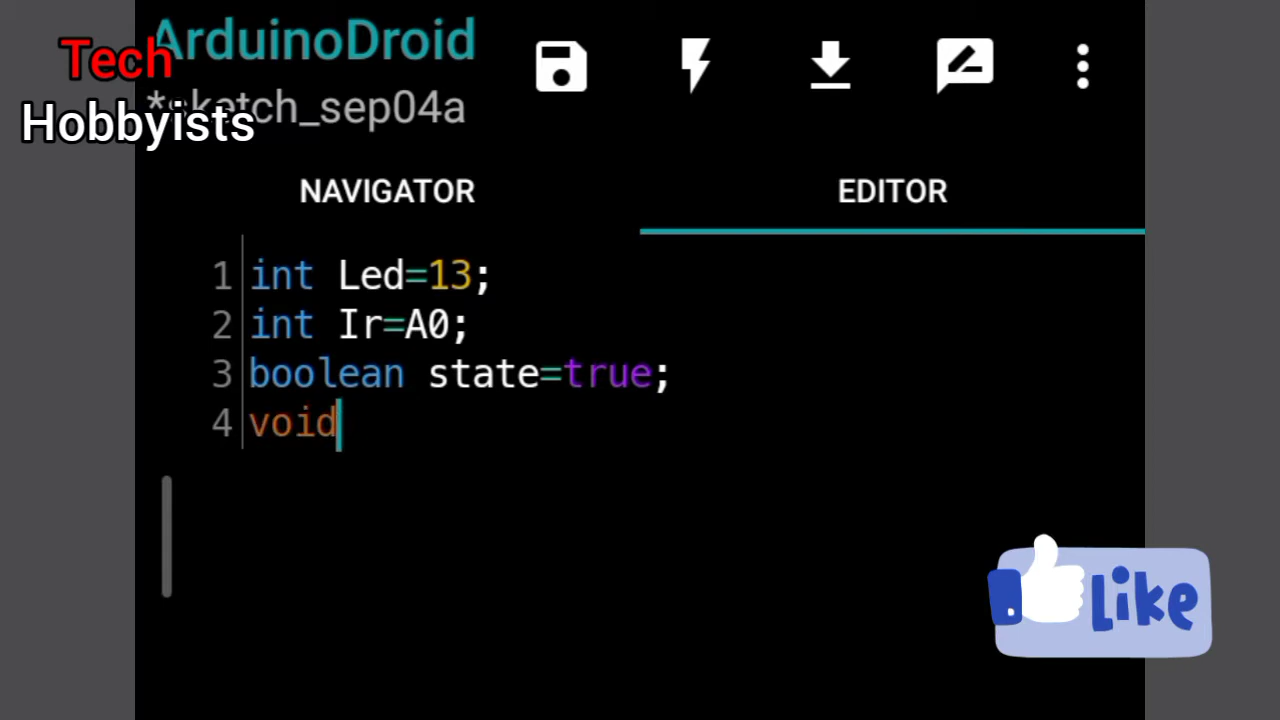 ArduinoDroid
Tech
*sketch_sep04a
Hobbyists
NAVIGATOR
EDITOR
1 int Led=13;
2 int Ir=A0;
3 boolean state=true;
4 void
Like